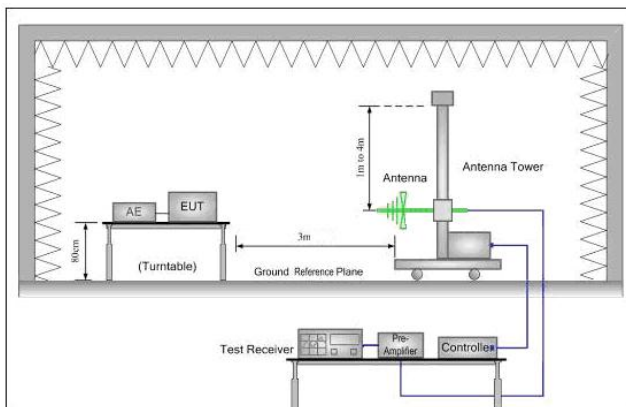 1m to 4m
Antenna
Antenna Tower
AE
EUT
80cm
3m
(Turntable)
Ground Reference Plane
Test Receiver
Pre-
Amplifier
Controller